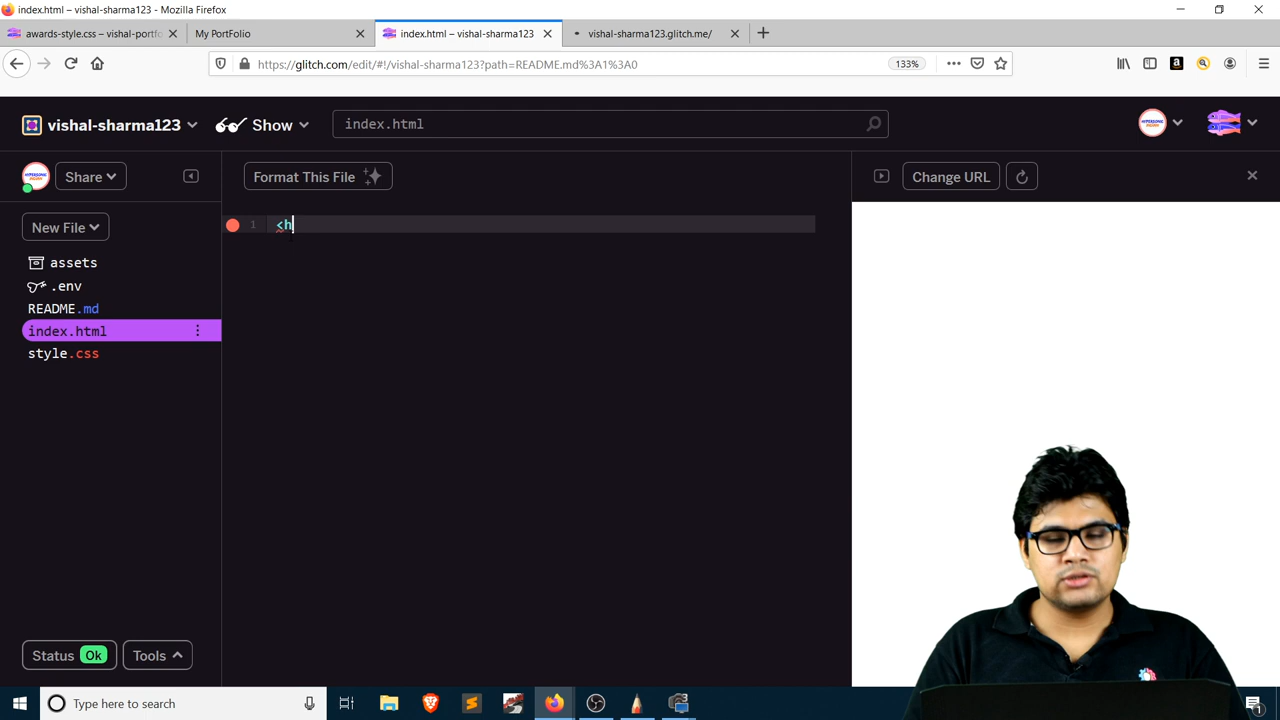 index.html – vishal-sharma123 - Mozilla Firefox
awards-style.css – vishal-portfo
My PortFolio
index.html – vishal-sharma123
vishal-sharma123.glitch.me/
https://glitch.com/edit/#!/vishal-sharma123?path=README.md%3A1%3A0
133%
vishal-sharma123
Show
index.html
Share
Format This File
Change URL
New File
1 <h
assets
.env
README.md
index.html
style.css
Status Ok
Tools
Type here to search
1